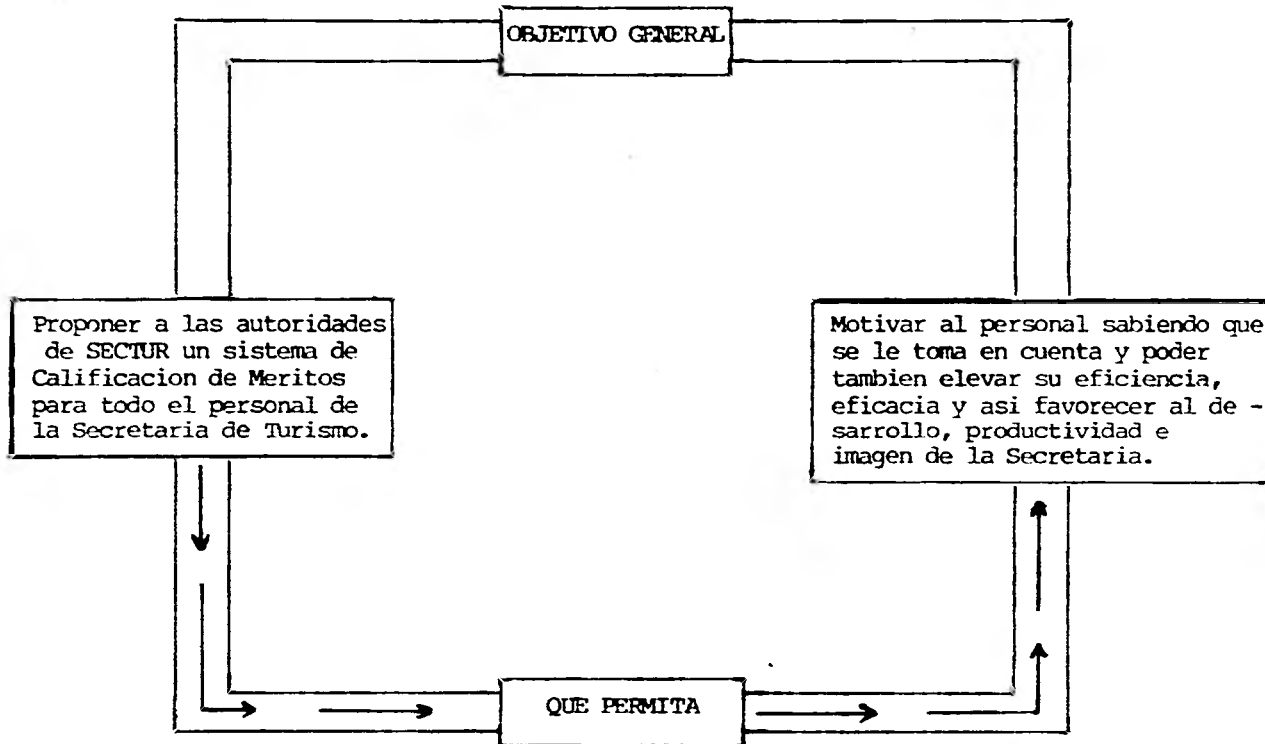 OBJETIVO GENERAL
Proponer a las autoridades
de SECTUR un sistema de
Calificacion de Meritos
para todo el personal de
la Secretaria de Turismo.
QUE PERMITA
Motivar al personal sabiendo que
se le toma en cuenta y poder
tambien elevar su eficiencia,
eficacia y asi favorecer al de -
sarrollo, productividad e
imagen de la Secretaria.